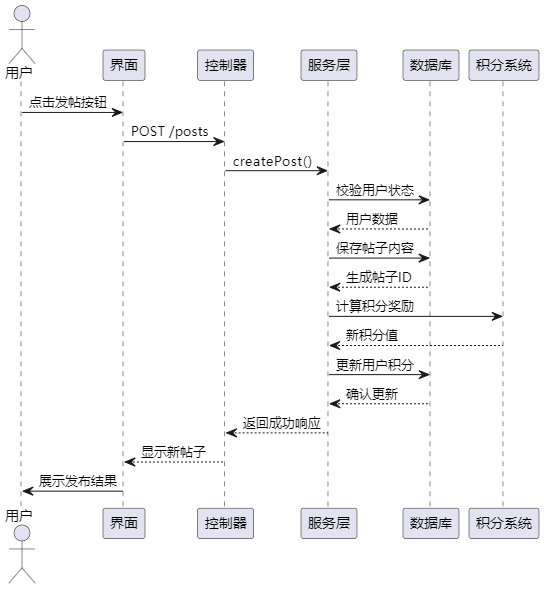 用户
界面
控制器
服务层
数据库
积分系统
点击发帖按钮
POST /posts
createPost()
校验用户状态
用户数据
保存帖子内容
生成帖子ID
计算积分奖励
新积分值
更新用户积分
确认更新
返回成功响应
显示新帖子
展示发布结果
用户
界面
控制器
服务层
数据库
积分系统